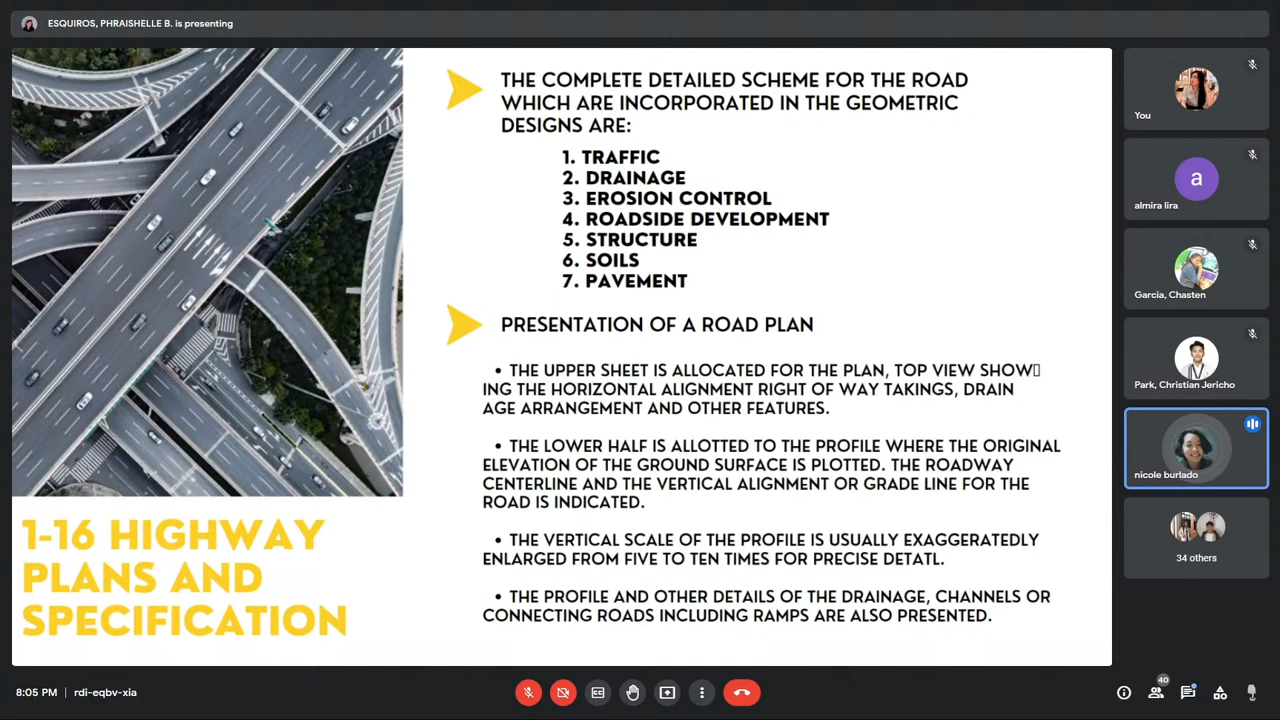 ESQUIROS, PHRAISHELLE B. is presenting
THE COMPLETE DETAILED SCHEME FOR THE ROAD
WHICH ARE INCORPORATED IN THE GEOMETRIC
DESIGNS ARE:
1. TRAFFIC
2. DRAINAGE
3. EROSION CONTROL
4. ROADSIDE DEVELOPMENT
5. STRUCTURE
6. SOILS
7. PAVEMENT
PRESENTATION OF A ROAD PLAN
• THE UPPER SHEET IS ALLOCATED FOR THE PLAN, TOP VIEW SHOW▯
ING THE HORIZONTAL ALIGNMENT RIGHT OF WAY TAKINGS, DRAIN
AGE ARRANGEMENT AND OTHER FEATURES.
• THE LOWER HALF IS ALLOTTED TO THE PROFILE WHERE THE ORIGINAL
ELEVATION OF THE GROUND SURFACE IS PLOTTED. THE ROADWAY
CENTERLINE AND THE VERTICAL ALIGNMENT OR GRADE LINE FOR THE
ROAD IS INDICATED.
• THE VERTICAL SCALE OF THE PROFILE IS USUALLY EXAGGERATEDLY
ENLARGED FROM FIVE TO TEN TIMES FOR PRECISE DETATL.
• THE PROFILE AND OTHER DETAILS OF THE DRAINAGE, CHANNELS OR
CONNECTING ROADS INCLUDING RAMPS ARE ALSO PRESENTED.
1-16 HIGHWAY
PLANS AND
SPECIFICATION
You
a
almira lira
Garcia, Chasten
Park, Christian Jericho
nicole burlado
34 others
8:05 PM | rdi-eqbv-xia
40